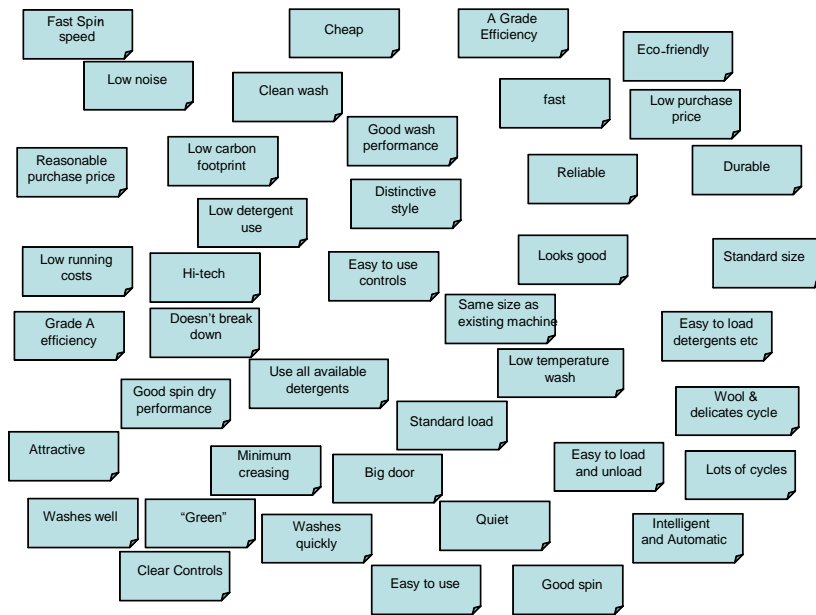 Fast Spin
speed
Cheap
A Grade
Efficiency
Eco-friendly
Low noise
Clean wash
fast
Low purchase
price
Good wash
performance
Reasonable
purchase price
Low carbon
footprint
Reliable
Durable
Distinctive
style
Low detergent
use
Low running
costs
Hi-tech
Easy to use
controls
Looks good
Standard size
Same size as
existing machine
Grade A
efficiency
Doesn't break
down
Easy to load
detergents etc
Low temperature
wash
Use all available
detergents
Good spin dry
performance
Wool &
delicates cycle
Standard load
Attractive
Minimum
creasing
Big door
Easy to load
and unload
Lots of cycles
Washes well
“Green”
Washes
quickly
Quiet
Intelligent
and Automatic
Clear Controls
Easy to use
Good spin